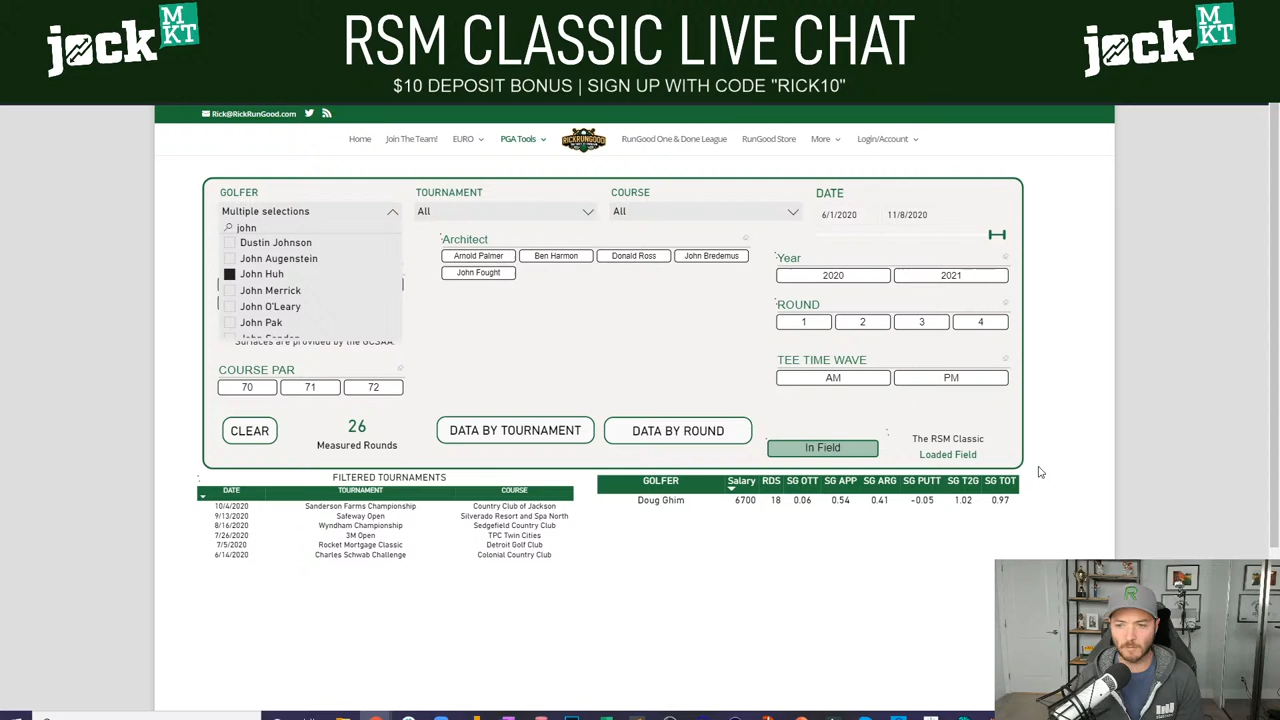 jock MKT
RSM CLASSIC LIVE CHAT
$10 DEPOSIT BONUS | SIGN UP WITH CODE "RICK10"
jock MKT
Rick@RickRunGood.com
Home
Join The Team!
EURO
PGA Tools
RICKRUNGOOD
RunGood One & Done League
RunGood Store
More
Login/Account
GOLFER
TOURNAMENT
COURSE
DATE
Multiple selections
All
All
6/1/2020
11/8/2020
john
Dustin Johnson
John Augenstein
John Huh
John Merrick
John O'Leary
John Pak
John Senden
Surfaces are provided by the GCSAA.
Architect
Arnold Palmer
Ben Harmon
Donald Ross
John Bredemus
John Fought
Year
2020
2021
ROUND
1
2
3
4
TEE TIME WAVE
AM
PM
COURSE PAR
70
71
72
CLEAR
26
Measured Rounds
DATA BY TOURNAMENT
DATA BY ROUND
In Field
The RSM Classic
Loaded Field
FILTERED TOURNAMENTS
DATE TOURNAMENT COURSE
10/4/2020 Sanderson Farms Championship Country Club of Jackson
9/13/2020 Safeway Open Silverado Resort and Spa North
8/16/2020 Wyndham Championship Sedgefield Country Club
7/26/2020 3M Open TPC Twin Cities
7/5/2020 Rocket Mortgage Classic Detroit Golf Club
6/14/2020 Charles Schwab Challenge Colonial Country Club
GOLFER Salary RDS SG OTT SG APP SG ARG SG PUTT SG T2G SG TOT
Doug Ghim 6700 18 0.06 0.54 0.41 -0.05 1.02 0.97